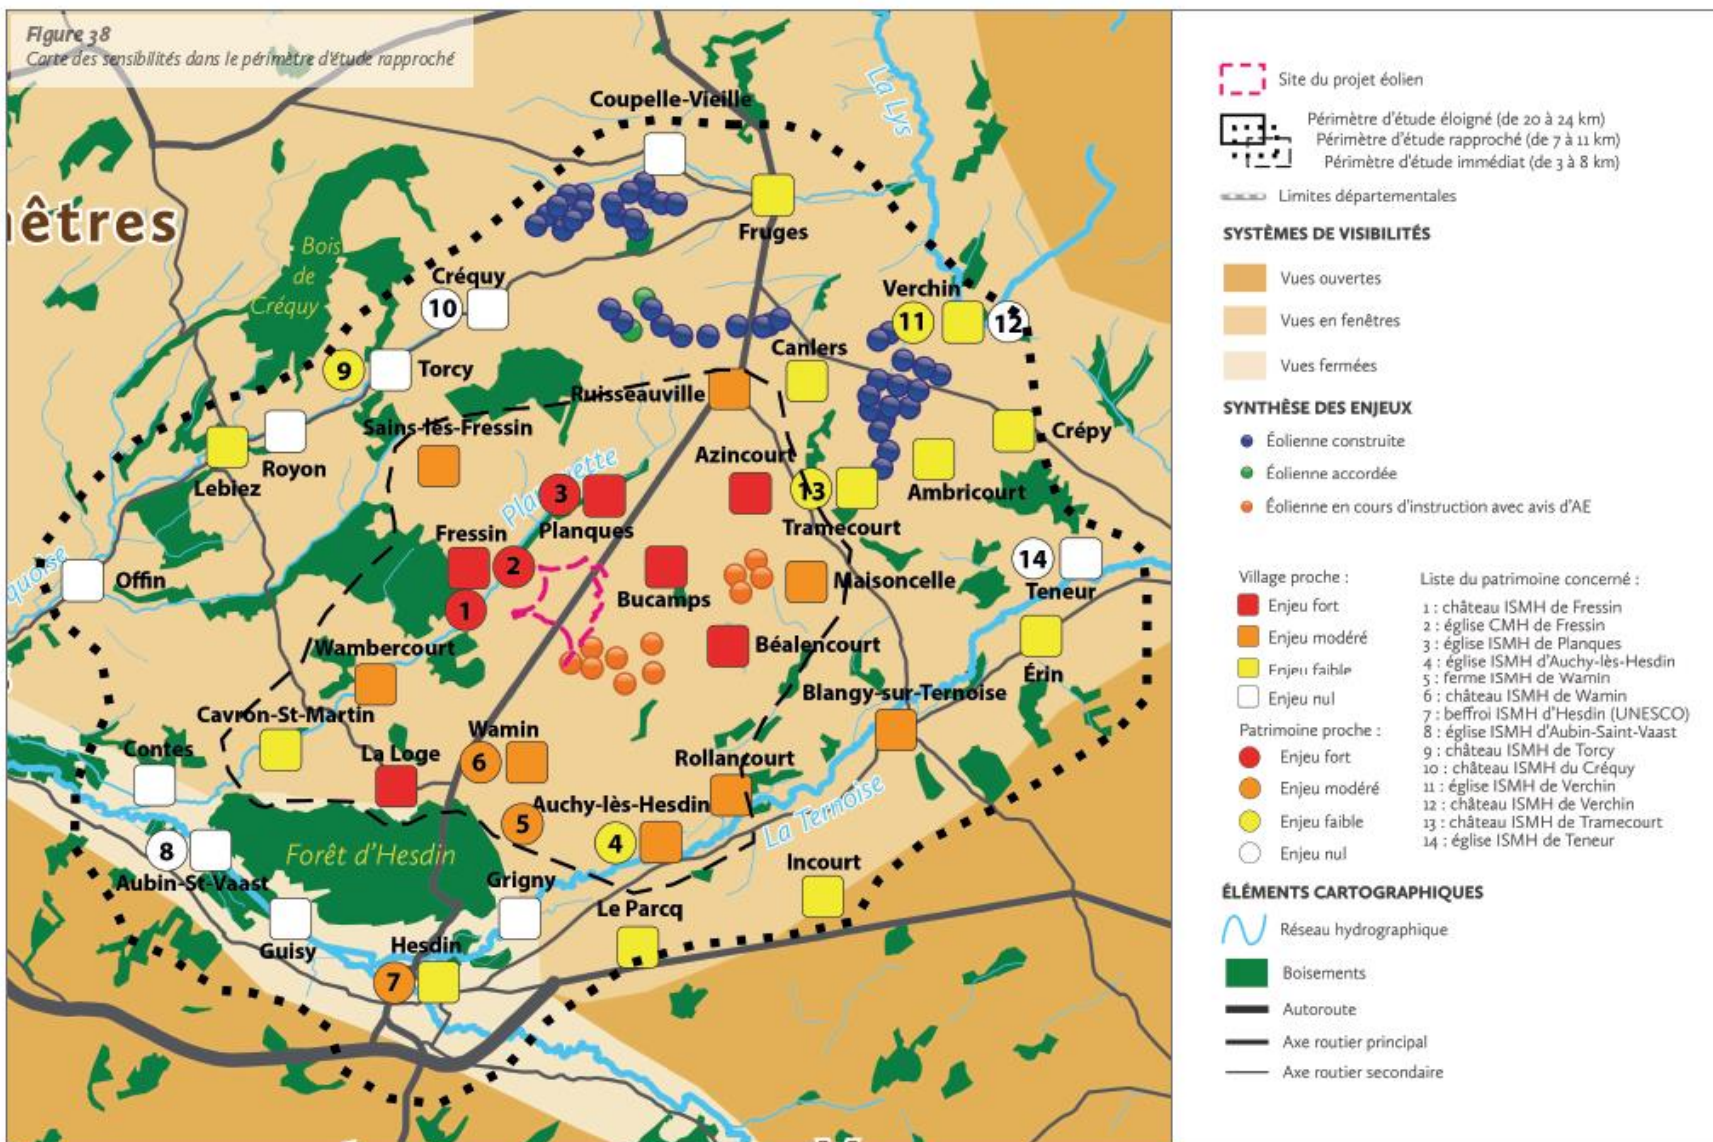 Figure 38
Carte des sensibilités dans le périmètre d'étude rapproché
Coupelle-Vieille
La Lys
nêtres
Fruges
Bois
de
Créquy
Créquy
10
Verchin
11
12
9
Torcy
Canlers
Ruisseauville
Sains-lès-Fressin
Crépy
Royon
Lebiez
Azincourt
13
Ambricourt
3
Planques
Tramecourt
Fressin
2
14
Teneur
Offin
Bucamps
Maisoncelle
1
Wambercourt
Béalencourt
Érin
Blangy-sur-Ternoise
Cavron-St-Martin
Wamin
Contes
La Loge
6
Rollancourt
Auchy-lès-Hesdin
5
4
La Ternoise
8
Forêt d'Hesdin
Aubin-St-Vaast
Grigny
Incourt
Le Parcq
Guisy
Hesdin
7
Site du projet éolien
Périmètre d'étude éloigné (de 20 à 24 km)
Périmètre d'étude rapproché (de 7 à 11 km)
Périmètre d'étude immédiat (de 3 à 8 km)
Limites départementales
SYSTÈMES DE VISIBILITÉS
Vues ouvertes
Vues en fenêtres
Vues fermées
SYNTHÈSE DES ENJEUX
Éolienne construite
Éolienne accordée
Éolienne en cours d'instruction avec avis d'AE
Village proche :
Enjeu fort
Enjeu modéré
Enjeu faible
Enjeu nul
Patrimoine proche :
Enjeu fort
Enjeu modéré
Enjeu faible
Enjeu nul
Liste du patrimoine concerné :
1 : château ISMH de Fressin
2 : église CMH de Fressin
3 : église ISMH de Planques
4 : église ISMH d'Auchy-lès-Hesdin
5 : ferme ISMH de Wamin
6 : château ISMH de Wamin
7 : beffroi ISMH d'Hesdin (UNESCO)
8 : église ISMH d'Aubin-Saint-Vaast
9 : château ISMH de Torcy
10 : château ISMH du Créquy
11 : église ISMH de Verchin
12 : château ISMH de Verchin
13 : château ISMH de Tramecourt
14 : église ISMH de Teneur
ÉLÉMENTS CARTOGRAPHIQUES
Réseau hydrographique
Boisements
Autoroute
Axe routier principal
Axe routier secondaire